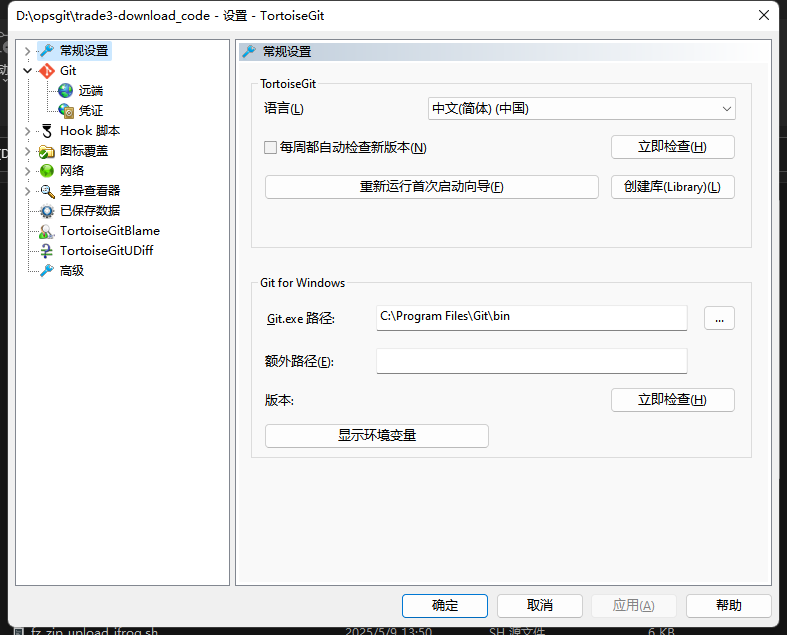 D:\opsgit\trade3-download_code - 设置 - TortoiseGit
常规设置
Git
远端
凭证
Hook 脚本
图标覆盖
网络
差异查看器
已保存数据
TortoiseGitBlame
TortoiseGitUDiff
高级
常规设置
TortoiseGit
语言(L)
中文(简体) (中国)
每周都自动检查新版本(N)
立即检查(H)
重新运行首次启动向导(F)
创建库(Library)(L)
Git for Windows
Git.exe 路径:
C:\Program Files\Git\bin
...
额外路径(E):
版本:
立即检查(H)
显示环境变量
确定
取消
应用(A)
帮助
fz_zip_upload_jfrog.sh
2025/5/9 13:50
SH 源文件
6 KB